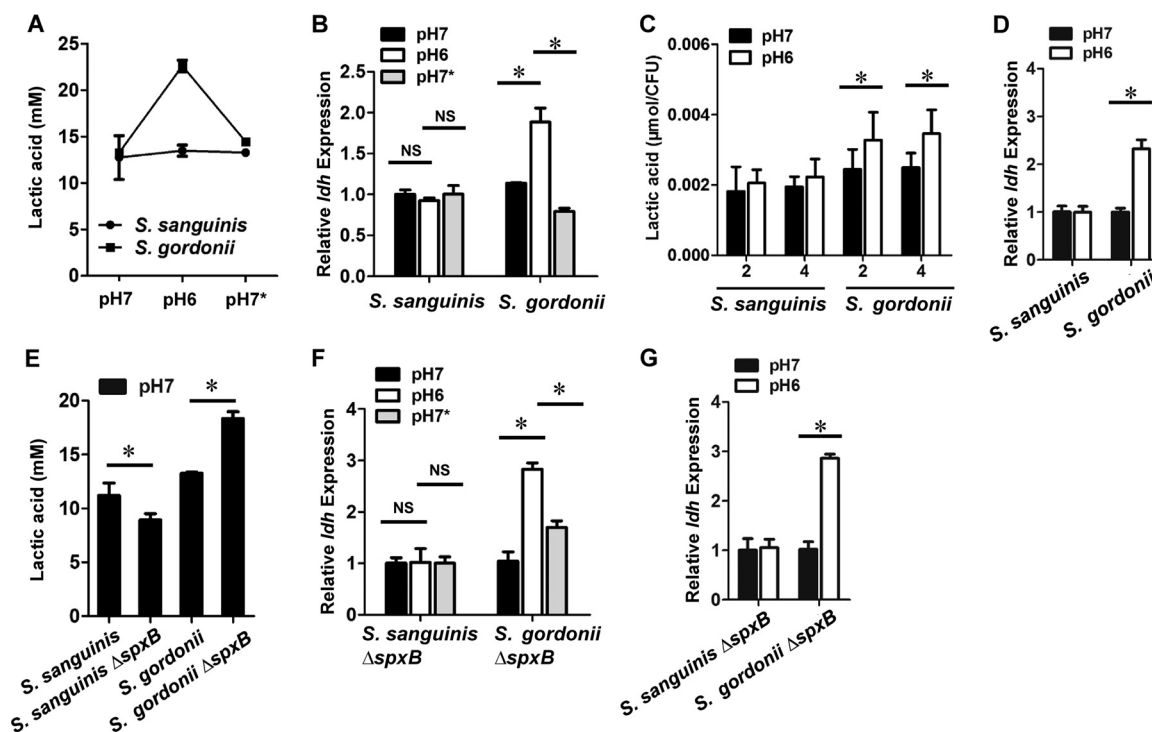 A
Lactic acid (mM)
25
20
15
10
5
0
S. sanguinis
S. gordonii
pH7 pH6 pH7*
B
pH7
pH6
pH7*
Relative ldh Expression
2.5
2.0
1.5
1.0
0.5
0.0
NS
NS
*
*
S. sanguinis S. gordonii
C
pH7
pH6
Lactic acid (µmol/CFU)
0.006
0.004
0.002
0.000
*
*
2 4 2 4
S. sanguinis S. gordonii
D
pH7
pH6
Relative ldh Expression
4
3
2
1
0
*
S. sanguinis
S. gordonii
E
pH7
Lactic acid (mM)
20
15
10
5
0
*
*
S. sanguinis
S. sanguinis ΔspxB
S. gordonii
S. gordonii ΔspxB
F
pH7
pH6
pH7*
Relative ldh Expression
4
3
2
1
0
NS
NS
*
*
S. sanguinis S. gordonii
ΔspxB ΔspxB
G
pH7
pH6
Relative ldh Expression
4
3
2
1
0
*
S. sanguinis ΔspxB
S. gordonii ΔspxB